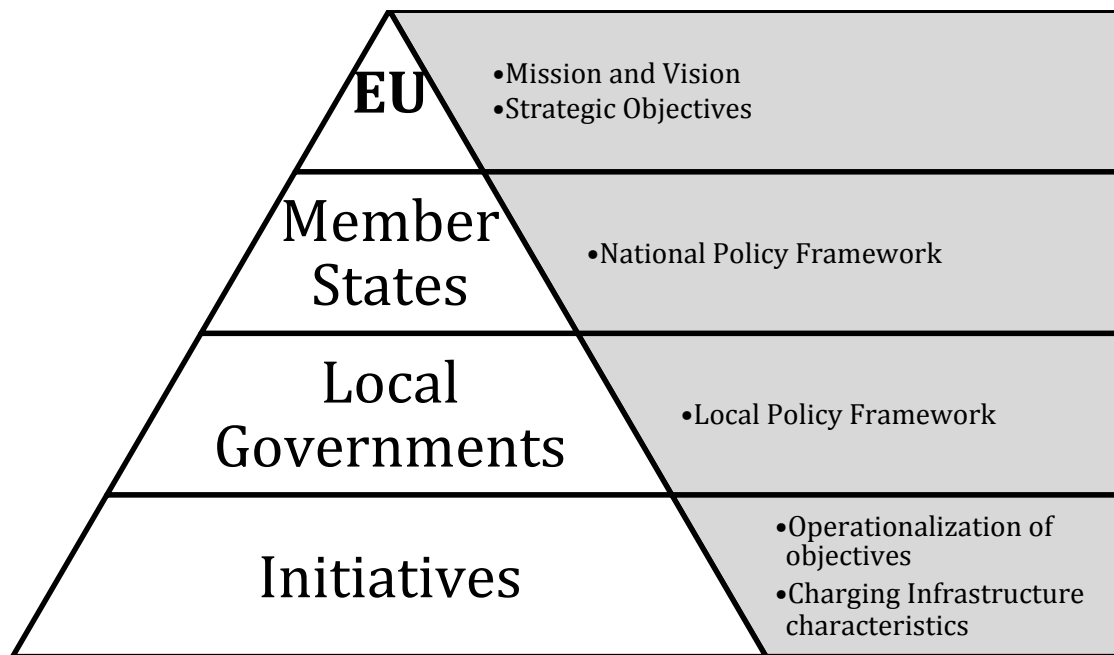 EU
•Mission and Vision
•Strategic Objectives
Member
States
•National Policy Framework
Local
Governments
•Local Policy Framework
Initiatives
•Operationalization of
objectives
•Charging Infrastructure
characteristics